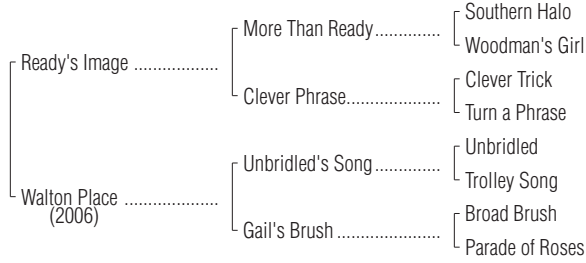 Southern Halo
More Than Ready..............
Woodman's Girl
Ready's Image ..................
Clever Trick
Clever Phrase....................
Turn a Phrase
Unbridled
Unbridled's Song..............
Trolley Song
Walton Place ....................
(2006)
Broad Brush
Gail's Brush ......................
Parade of Roses